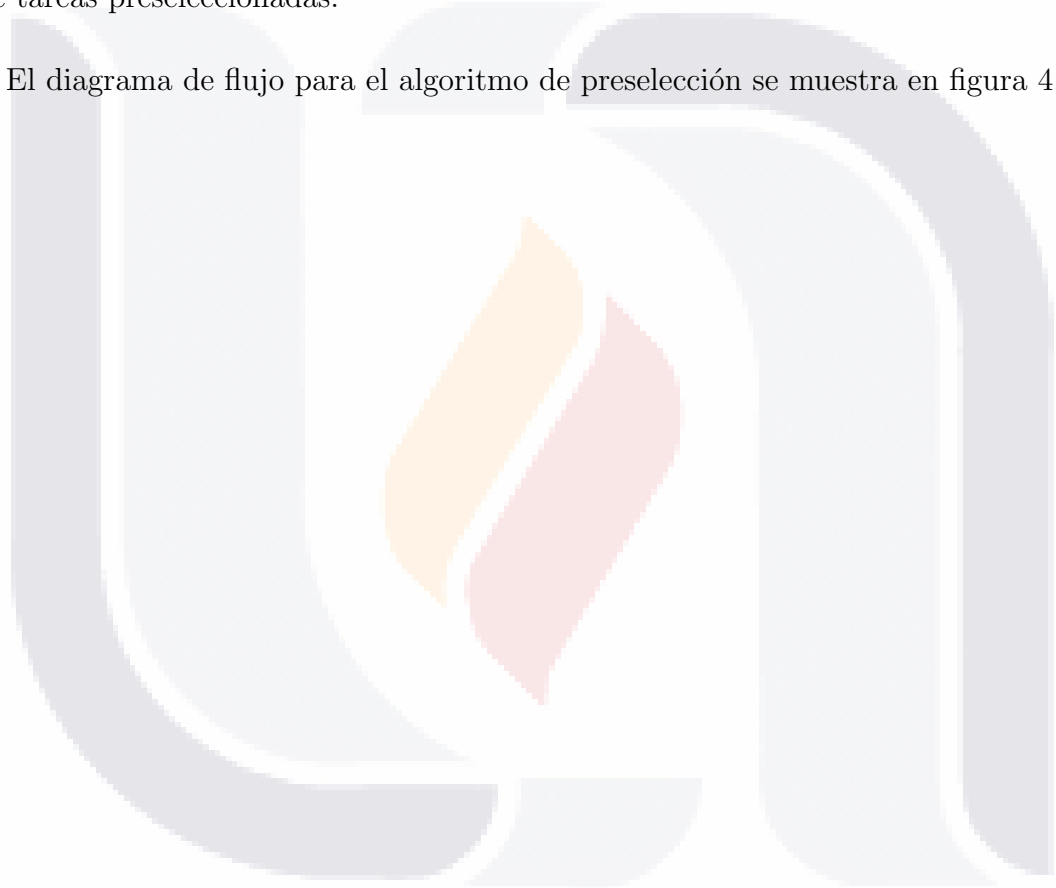 tareas preseleccionadas.
El diagrama de flujo para el algoritmo de preselección se muestra en figura 4